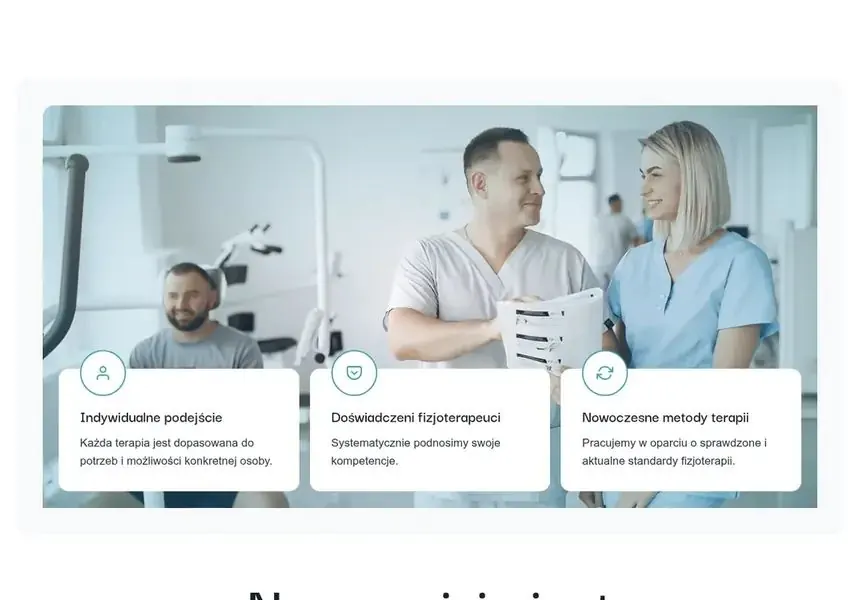 Indywidualne podejście
Każda terapia jest dopasowana do
potrzeb i możliwości konkretnej osoby.
Doświadczeni fizjoterapeuci
Systematycznie podnosimy swoje
kompetencje.
Nowoczesne metody terapii
Pracujemy w oparciu o sprawdzone i
aktualne standardy fizjoterapii.